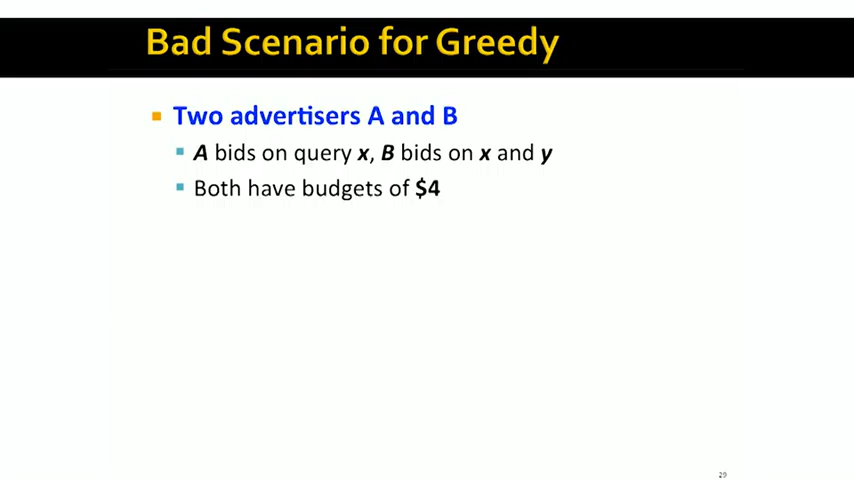 Bad Scenario for Greedy
Two advertisers A and B
A bids on query x, B bids on x and y
Both have budgets of $4
29